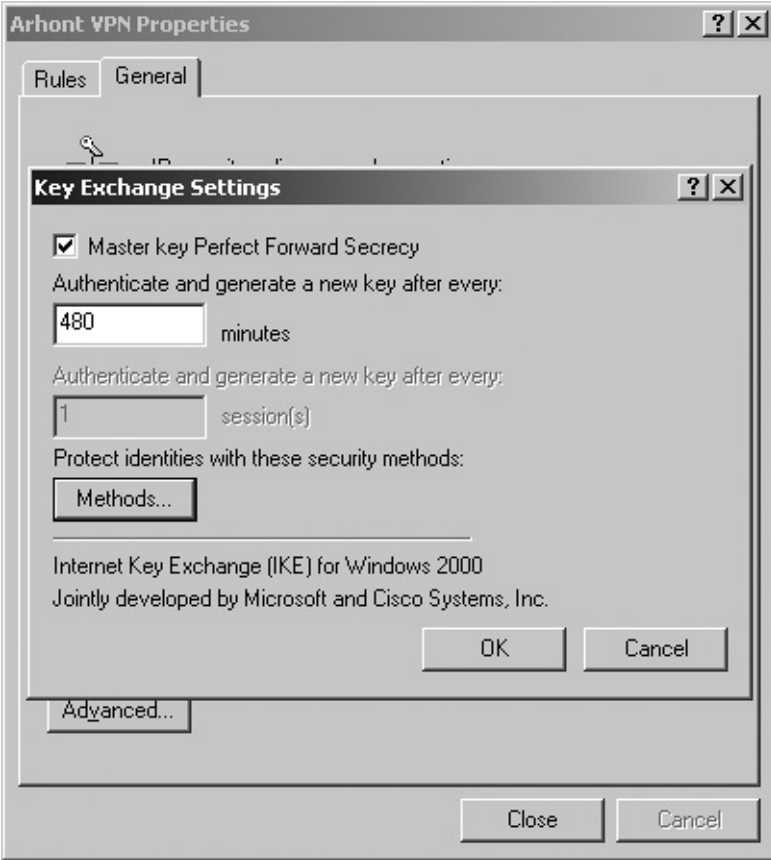 Arhont VPN Properties
Rules General
Key Exchange Settings
Master key Perfect Forward Secrecy
Authenticate and generate a new key after every:
480 minutes
Authenticate and generate a new key after every:
1 session(s)
Protect identities with these security methods:
Methods...
Internet Key Exchange (IKE) for Windows 2000
Jointly developed by Microsoft and Cisco Systems, Inc.
OK Cancel
Advanced...
Close Cancel